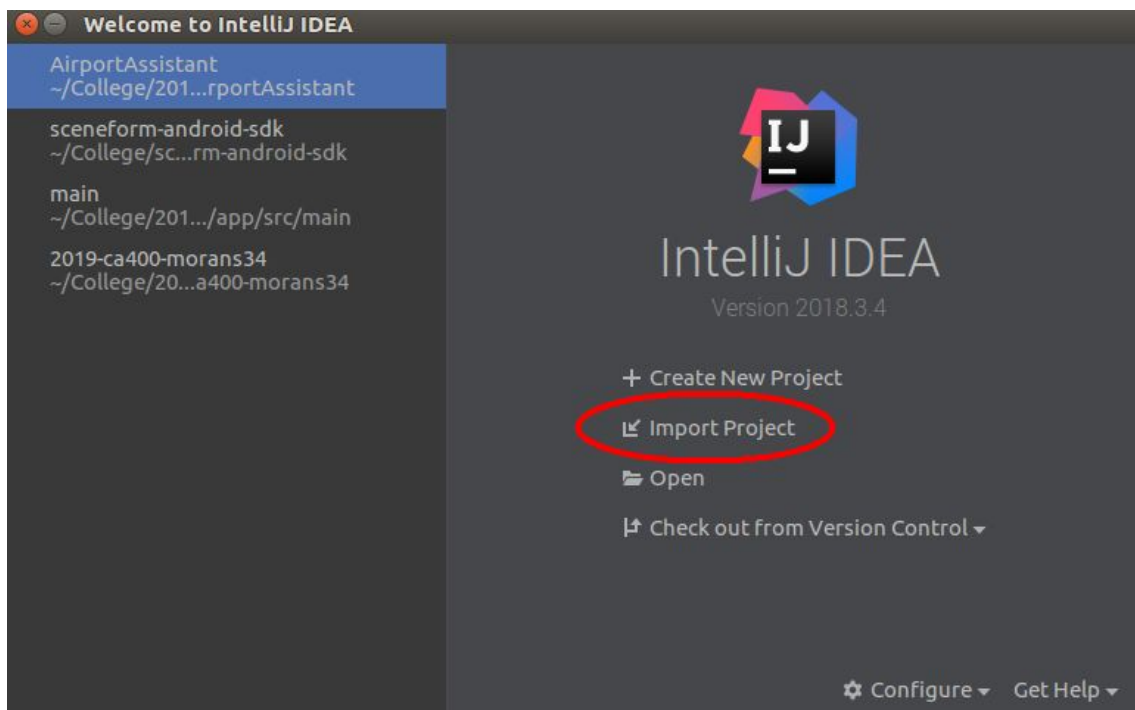 Welcome to IntelliJ IDEA
AirportAssistant
~/College/201...rportAssistant
sceneform-android-sdk
~/College/sc...rm-android-sdk
main
~/College/201.../app/src/main
2019-ca400-morans34
~/College/20...a400-morans34
IJ
IntelliJ IDEA
Version 2018.3.4
Create New Project
Import Project
Open
Check out from Version Control
Configure
Get Help